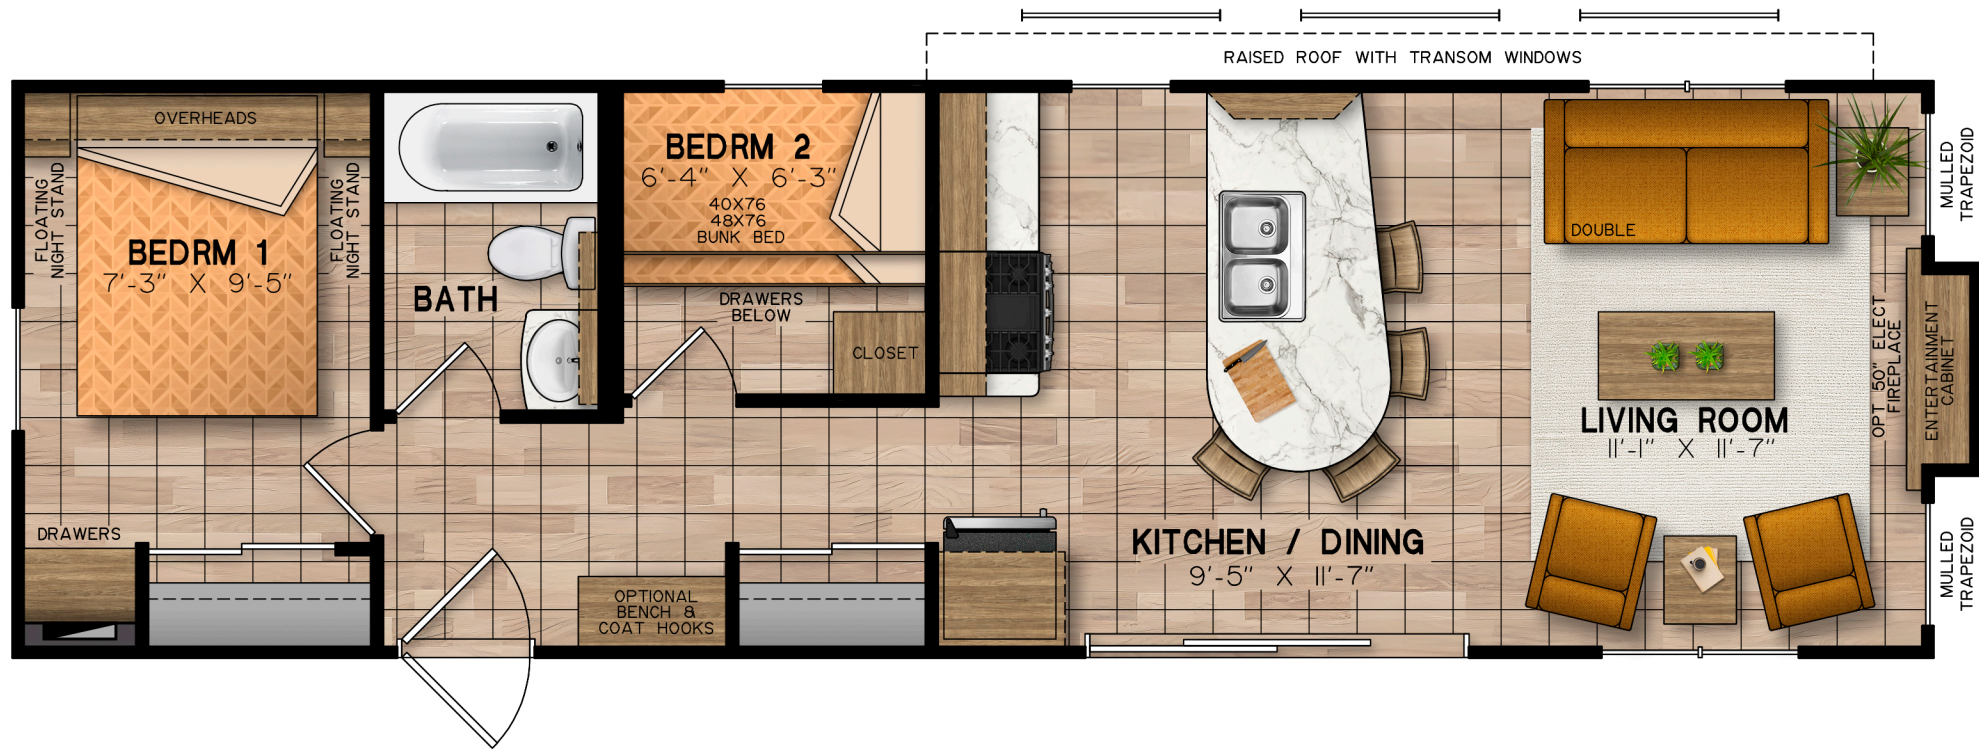 RAISED ROOF WITH TRANSOM WINDOWS
OVERHEADS
FLOATING
NIGHT STAND
FLOATING
NIGHT STAND
BEDRM 1
7'-3" X 9'-5"
DRAWERS
BATH
BEDRM 2
6'-4" X 6'-3"
40X76
48X76
BUNK BED
DRAWERS
BELOW
CLOSET
OPTIONAL
BENCH &
COAT HOOKS
KITCHEN / DINING
9'-5" X 11'-7"
DOUBLE
LIVING ROOM
11'-1" X 11'-7"
OPT 50" ELECT
FIREPLACE
ENTERTAINMENT
CABINET
MULLED
TRAPEZOID
MULLED
TRAPEZOID